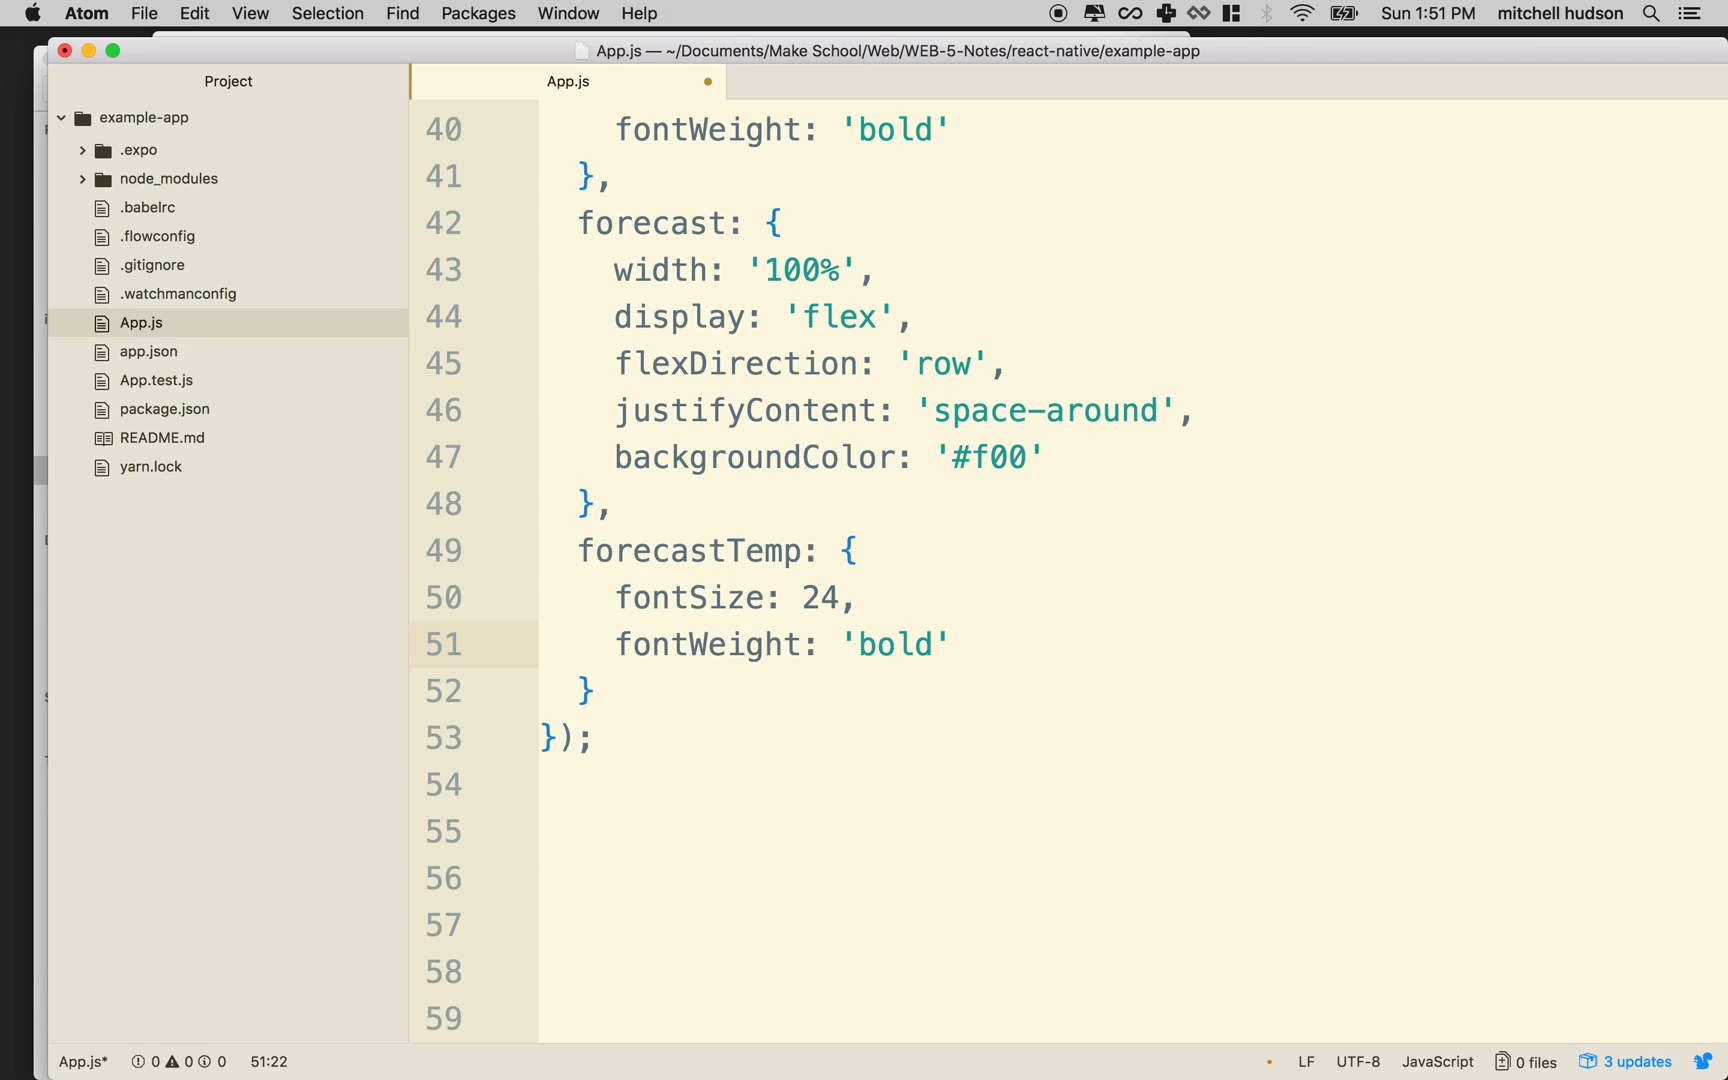 Atom File Edit View Selection Find Packages Window Help Sun 1:51 PM mitchell hudson
App.js — ~/Documents/Make School/Web/WEB-5-Notes/react-native/example-app
Project
App.js
example-app
.expo
node_modules
.babelrc
.flowconfig
.gitignore
.watchmanconfig
App.js
app.json
App.test.js
package.json
README.md
yarn.lock
40 fontWeight: 'bold'
41 },
42 forecast: {
43 width: '100%',
44 display: 'flex',
45 flexDirection: 'row',
46 justifyContent: 'space-around',
47 backgroundColor: '#f00'
48 },
49 forecastTemp: {
50 fontSize: 24,
51 fontWeight: 'bold'
52 }
53 });
54
55
56
57
58
59
App.js* 0 0 0 51:22 LF UTF-8 JavaScript 0 files 3 updates